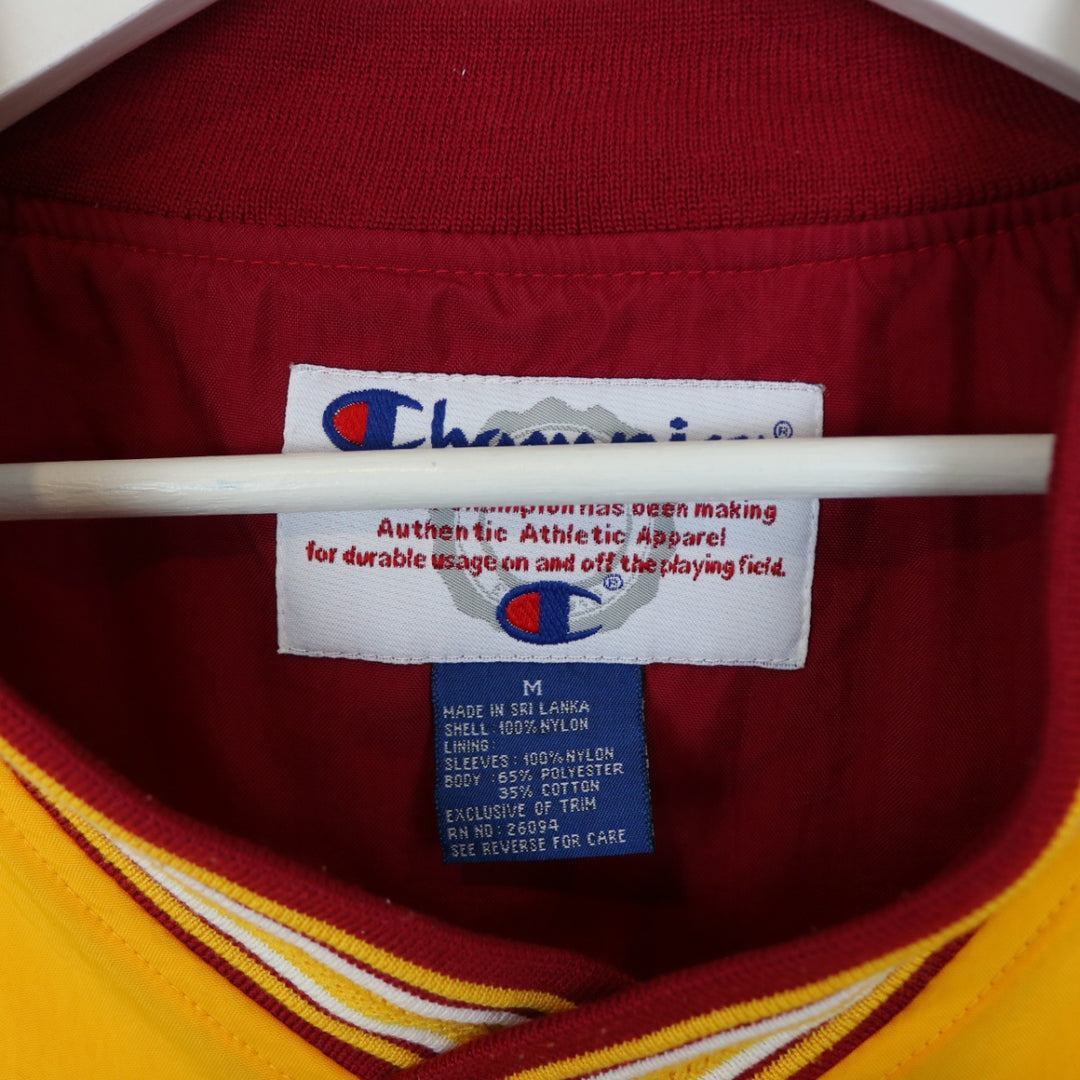 Champion®
Champion has been making
Authentic Athletic Apparel
for durable usage on and off the playing field.
®
M
MADE IN SRI LANKA
SHELL : 100% NYLON
LINING:
SLEEVES : 100% NYLON
BODY : 65% POLYESTER
35% COTTON
EXCLUSIVE OF TRIM
RN NO : 26094
SEE REVERSE FOR CARE